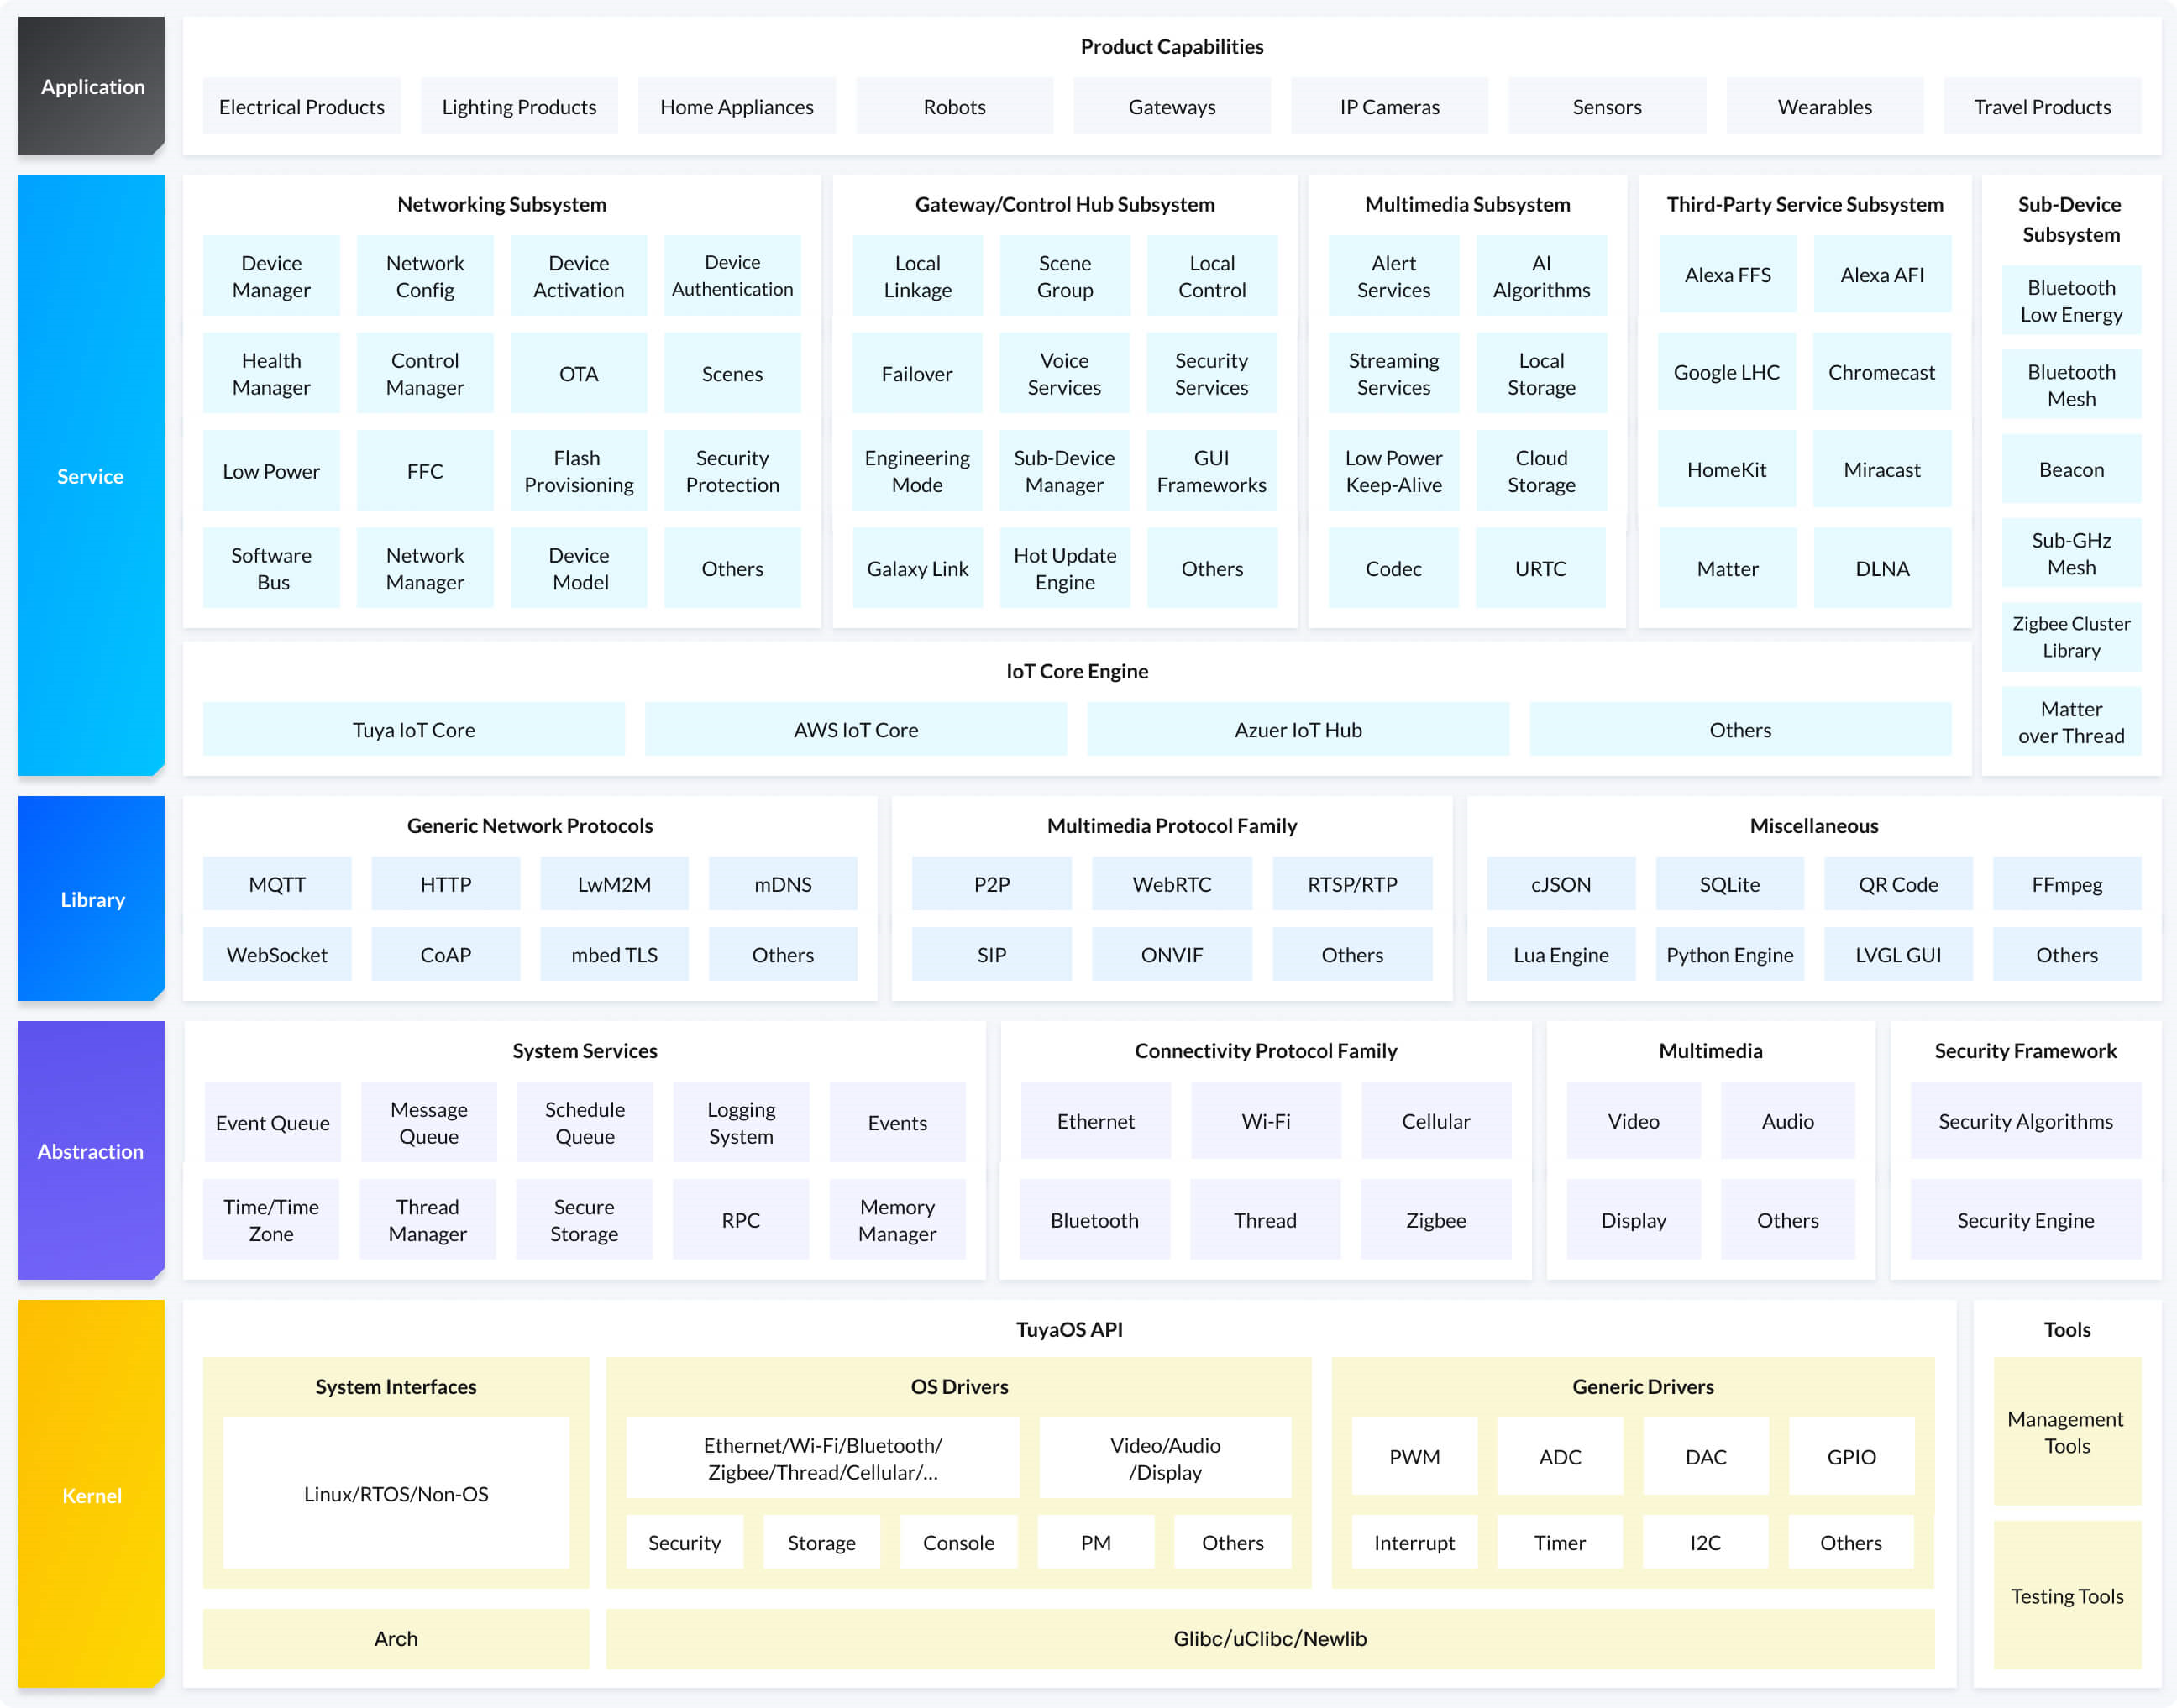 Application
Product Capabilities
Electrical Products
Lighting Products
Home Appliances
Robots
Gateways
IP Cameras
Sensors
Wearables
Travel Products
Service
Networking Subsystem
Device
Manager
Network
Config
Device
Activation
Device
Authentication
Health
Manager
Control
Manager
OTA
Scenes
Low Power
FFC
Flash
Provisioning
Security
Protection
Software
Bus
Network
Manager
Device
Model
Others
Gateway/Control Hub Subsystem
Local
Linkage
Scene
Group
Local
Control
Failover
Voice
Services
Security
Services
Engineering
Mode
Sub-Device
Manager
GUI
Frameworks
Galaxy Link
Hot Update
Engine
Others
Multimedia Subsystem
Alert
Services
AI
Algorithms
Streaming
Services
Local
Storage
Low Power
Keep-Alive
Cloud
Storage
Codec
URTC
Third-Party Service Subsystem
Alexa FFS
Alexa AFI
Google LHC
Chromecast
HomeKit
Miracast
Matter
DLNA
Sub-Device
Subsystem
Bluetooth
Low Energy
Bluetooth
Mesh
Beacon
Sub-GHz
Mesh
Zigbee Cluster
Library
Matter
over Thread
IoT Core Engine
Tuya IoT Core
AWS IoT Core
Azuer IoT Hub
Others
Library
Generic Network Protocols
MQTT
HTTP
LwM2M
mDNS
WebSocket
CoAP
mbed TLS
Others
Multimedia Protocol Family
P2P
WebRTC
RTSP/RTP
SIP
ONVIF
Others
Miscellaneous
cJSON
SQLite
QR Code
FFmpeg
Lua Engine
Python Engine
LVGL GUI
Others
Abstraction
System Services
Event Queue
Message
Queue
Schedule
Queue
Logging
System
Events
Time/Time
Zone
Thread
Manager
Secure
Storage
RPC
Memory
Manager
Connectivity Protocol Family
Ethernet
Wi-Fi
Cellular
Bluetooth
Thread
Zigbee
Multimedia
Video
Audio
Display
Others
Security Framework
Security Algorithms
Security Engine
Kernel
TuyaOS API
System Interfaces
Linux/RTOS/Non-OS
OS Drivers
Ethernet/Wi-Fi/Bluetooth/
Zigbee/Thread/Cellular/...
Video/Audio
/Display
Security
Storage
Console
PM
Others
Generic Drivers
PWM
ADC
DAC
GPIO
Interrupt
Timer
I2C
Others
Arch
Glibc/uClibc/Newlib
Tools
Management
Tools
Testing Tools